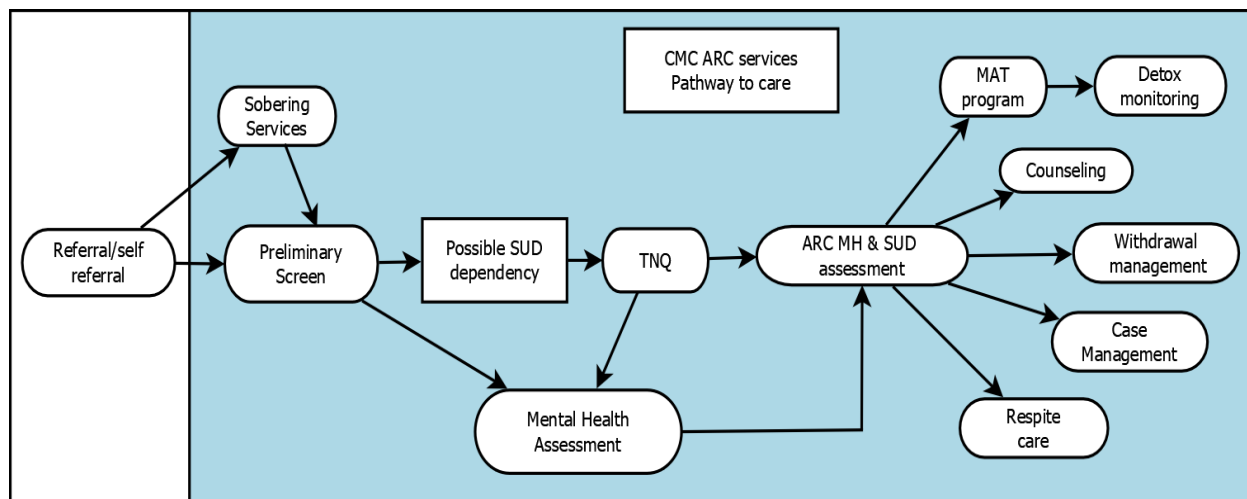 CMC ARC services
Pathway to care
Sobering
Services
Referral/self
referral
Preliminary
Screen
Possible SUD
dependency
TNQ
Mental Health
Assessment
ARC MH & SUD
assessment
MAT
program
Detox
monitoring
Counseling
Withdrawal
management
Case
Management
Respite
care